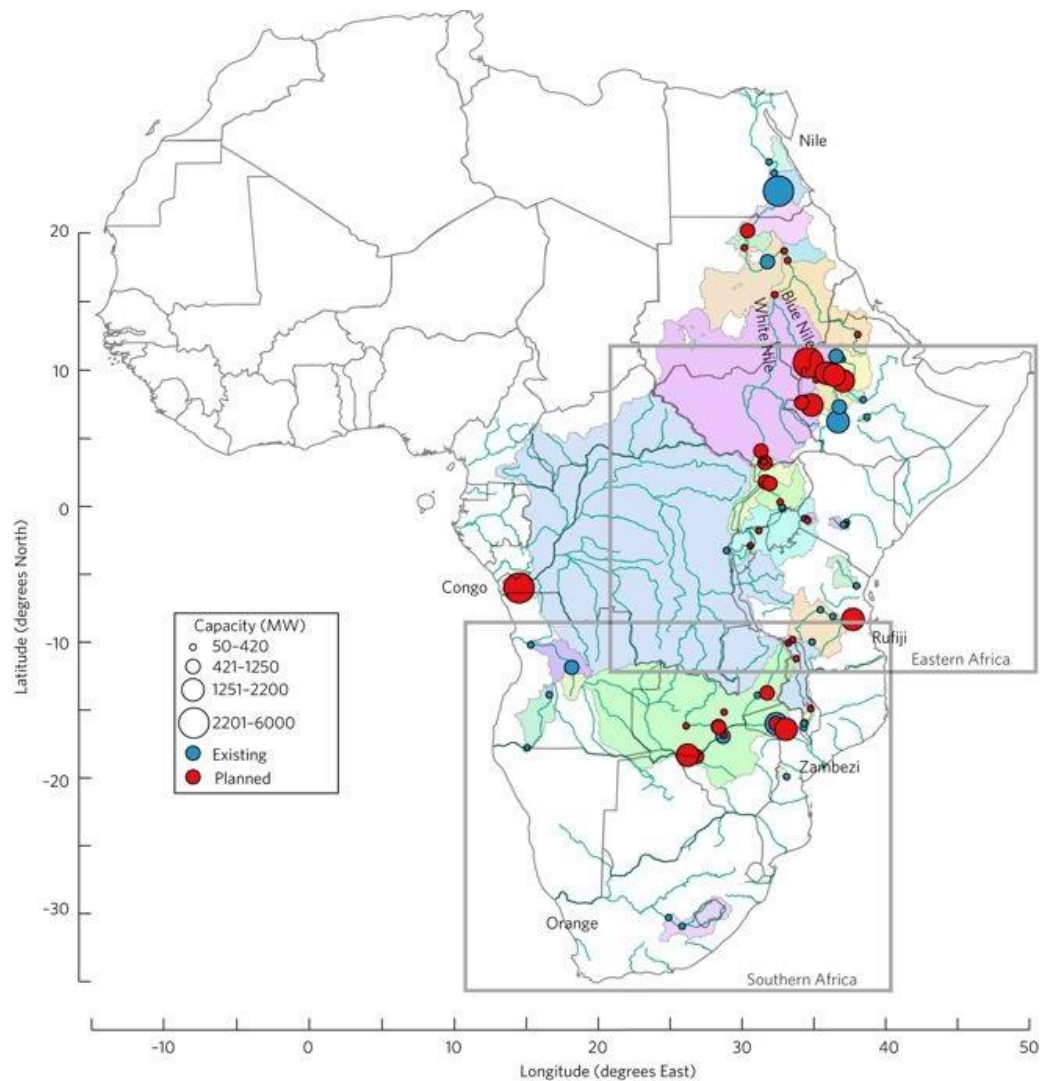 Nile
20
White Nile
Blue Nile
10
0
Congo
Capacity (MW)
50–420
421–1250
1251–2200
2201–6000
Existing
Planned
Rufiji
Eastern Africa
−10
Zambezi
−20
−30
Orange
Southern Africa
Latitude (degrees North)
−10
0
10
20
30
40
50
Longitude (degrees East)